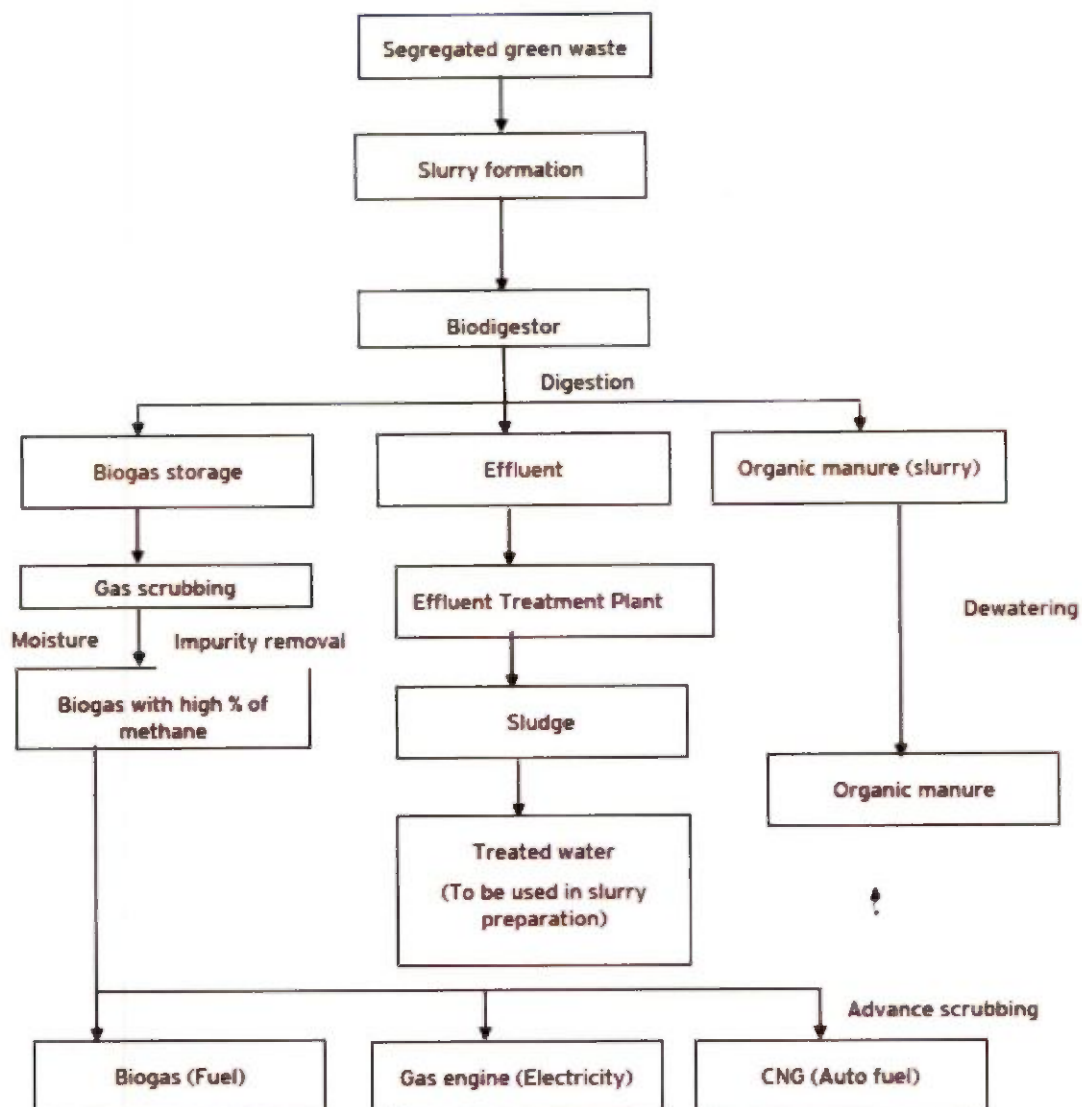 Segregated green waste
Slurry formation
Biodigestor
Digestion
Biogas storage
Effluent
Organic manure (slurry)
Gas scrubbing
Effluent Treatment Plant
Dewatering
Moisture
Impurity removal
Biogas with high % of
methane
Sludge
Organic manure
Treated water
(To be used in slurry
preparation)
Advance scrubbing
Biogas (Fuel)
Gas engine (Electricity)
CNG (Auto fuel)